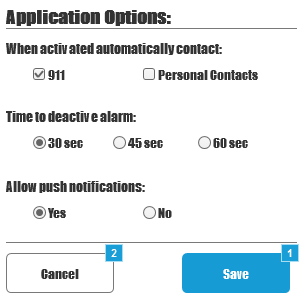 Application Options:
When activated automatically contact:
911 Personal Contacts
Time to deactive alarm:
30 sec 45 sec 60 sec
Allow push notifications:
Yes No
2 1
Cancel Save